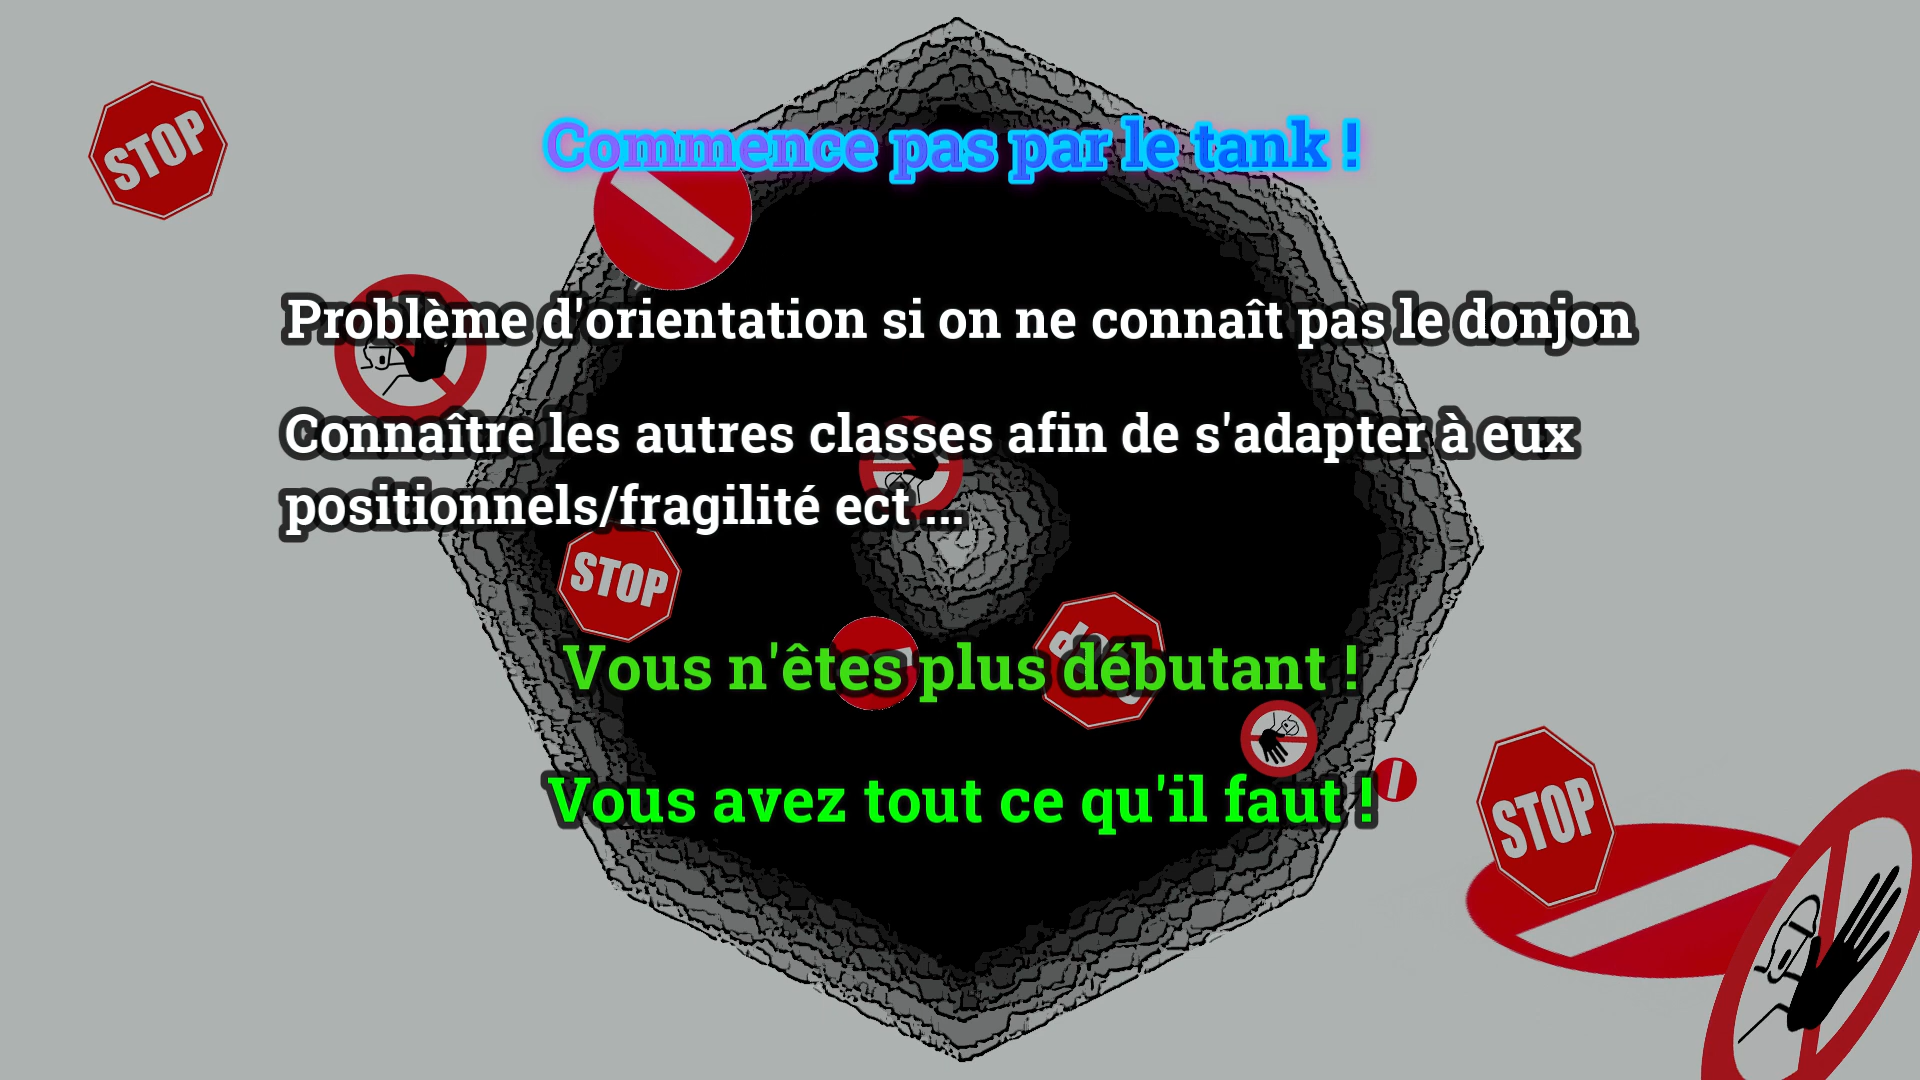 STOP
Commence pas par le tank !
Problème d'orientation si on ne connaît pas le donjon
Connaître les autres classes afin de s'adapter à eux
positionnels/fragilité ect ...
STOP
Vous n'êtes plus débutant !
Vous avez tout ce qu'il faut !
STOP